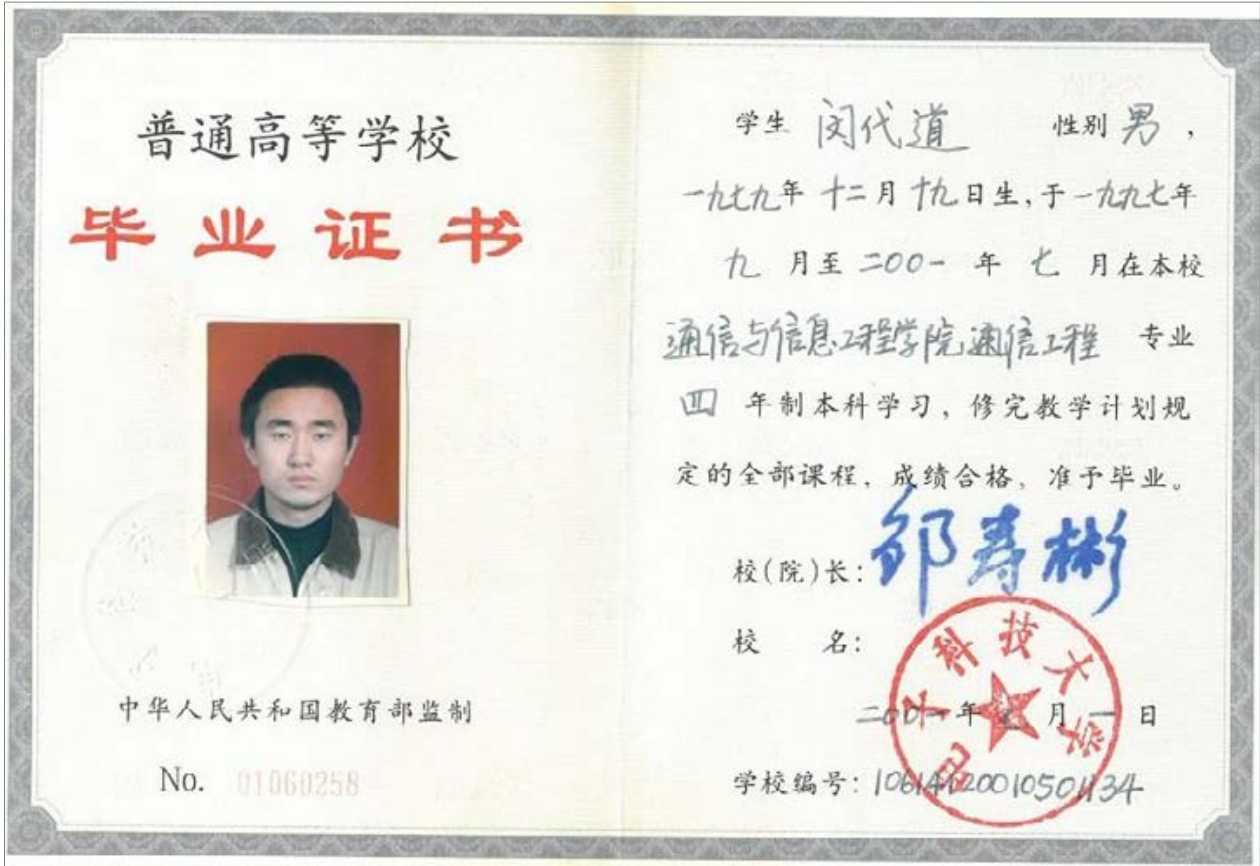 普通高等学校
毕业证书
中华人民共和国教育部监制
No. 01060258
学生 闵代道 性别 男，
一九七九年 十二月 十九日生,于一九九七年
九 月至 二00一 年 七 月在本校
通信与信息工程学院通信工程 专业
四 年制本科学习，修完教学计划规
定的全部课程，成绩合格，准予毕业。
校(院)长: 邹寿彬
校 名:
电子科技大学
二00一年 月一日
学校编号: 10614120010501134